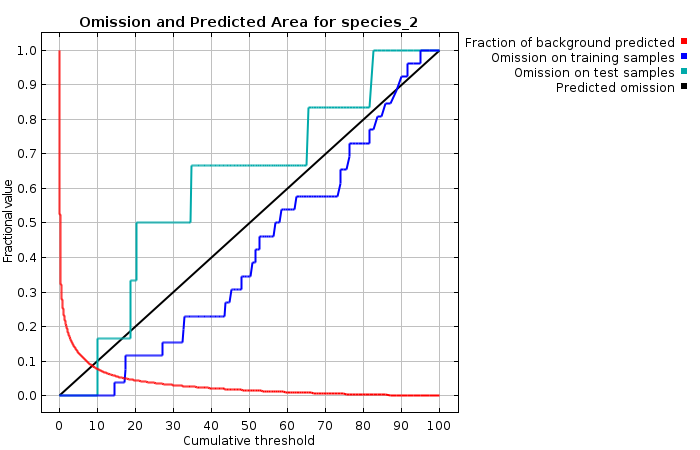 Omission and Predicted Area for species_2
Fraction of background predicted
Omission on training samples
Omission on test samples
Predicted omission
Fractional value
1.0
0.9
0.8
0.7
0.6
0.5
0.4
0.3
0.2
0.1
0.0
0 10 20 30 40 50 60 70 80 90 100
Cumulative threshold